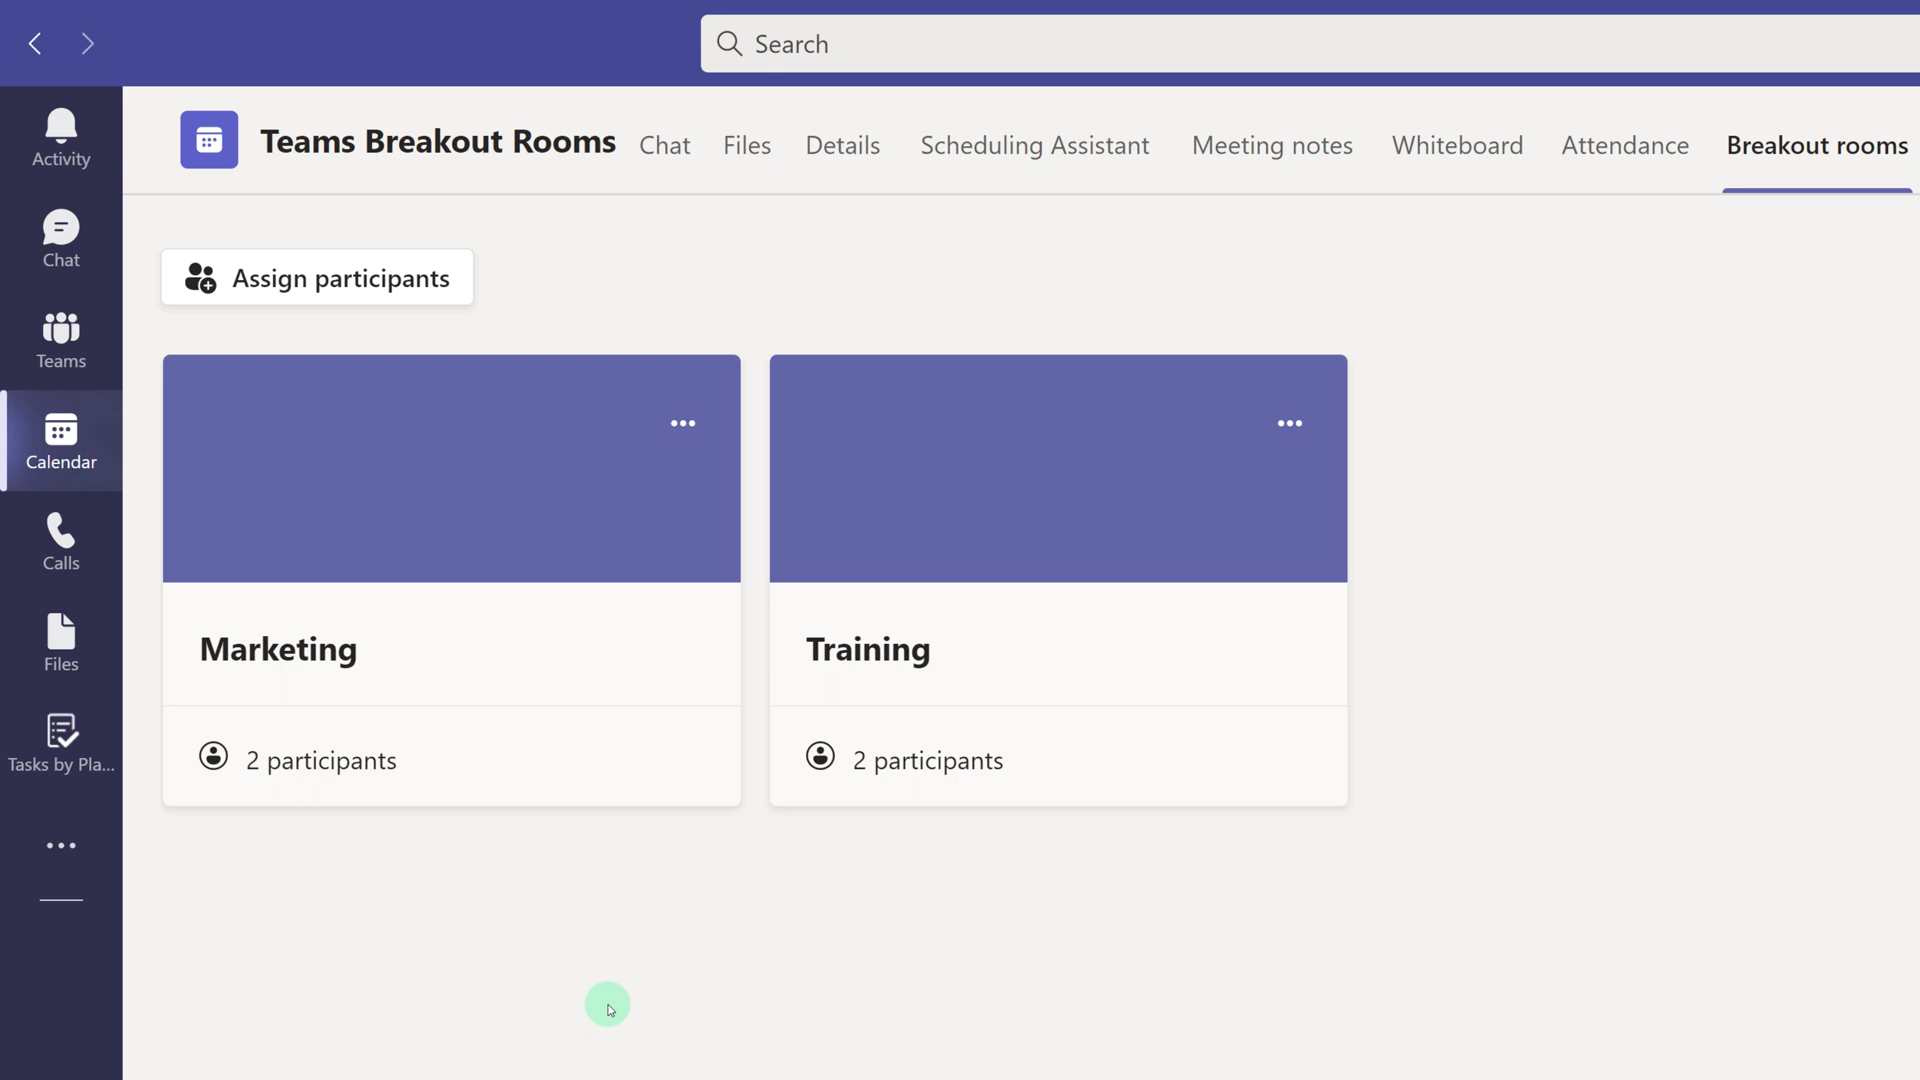 Search
Activity
Chat
Teams
Calendar
Calls
Files
Tasks by Pla...
Teams Breakout Rooms
Chat
Files
Details
Scheduling Assistant
Meeting notes
Whiteboard
Attendance
Breakout rooms
Assign participants
Marketing
2 participants
Training
2 participants